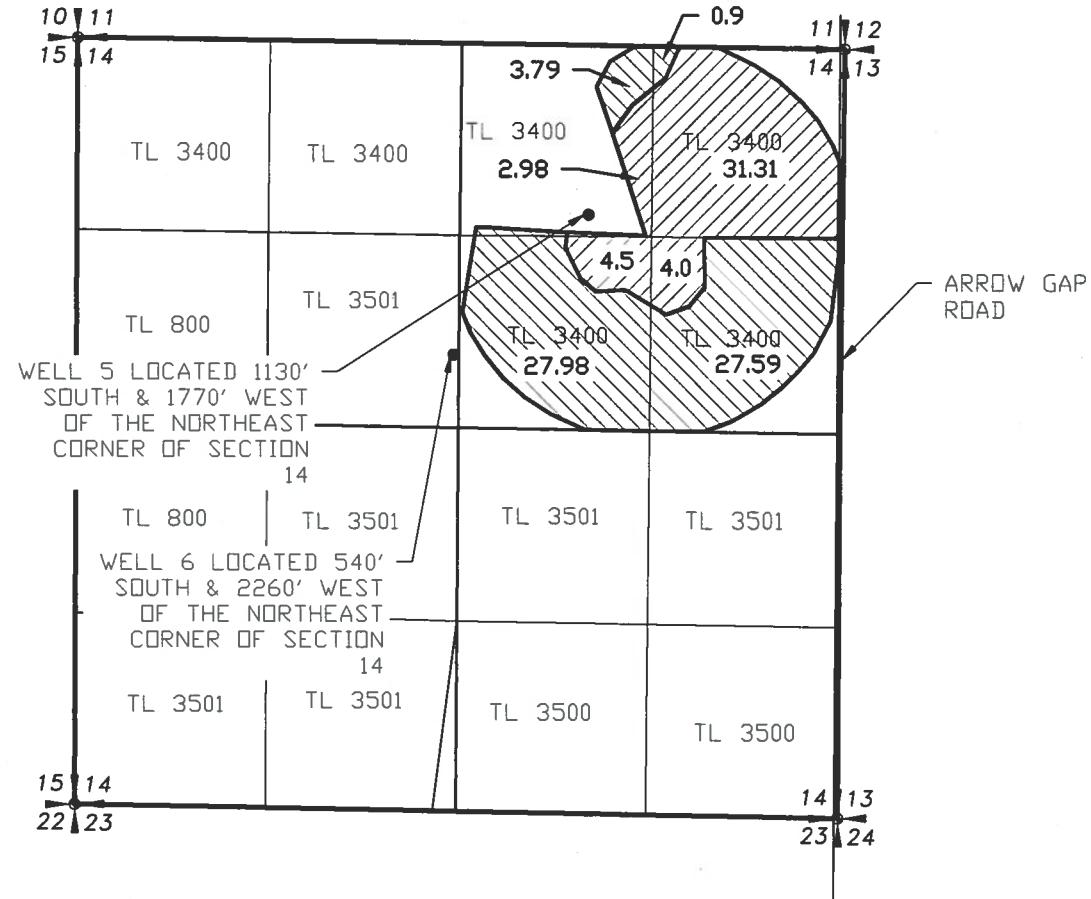 10 11
15 14
11 12
14 13
0.9
3.79
TL 3400
TL 3400
TL 3400
2.98
TL 3400
31.31
4.5
4.0
TL 3501
TL 800
ARROW GAP
ROAD
TL 3400
27.98
TL 3400
27.59
WELL 5 LOCATED 1130'
SOUTH & 1770' WEST
OF THE NORTHEAST
CORNER OF SECTION
14
TL 800
TL 3501
TL 3501
TL 3501
WELL 6 LOCATED 540'
SOUTH & 2260' WEST
OF THE NORTHEAST
CORNER OF SECTION
14
TL 3501
TL 3501
TL 3500
TL 3500
15 14
22 23
14 13
23 24